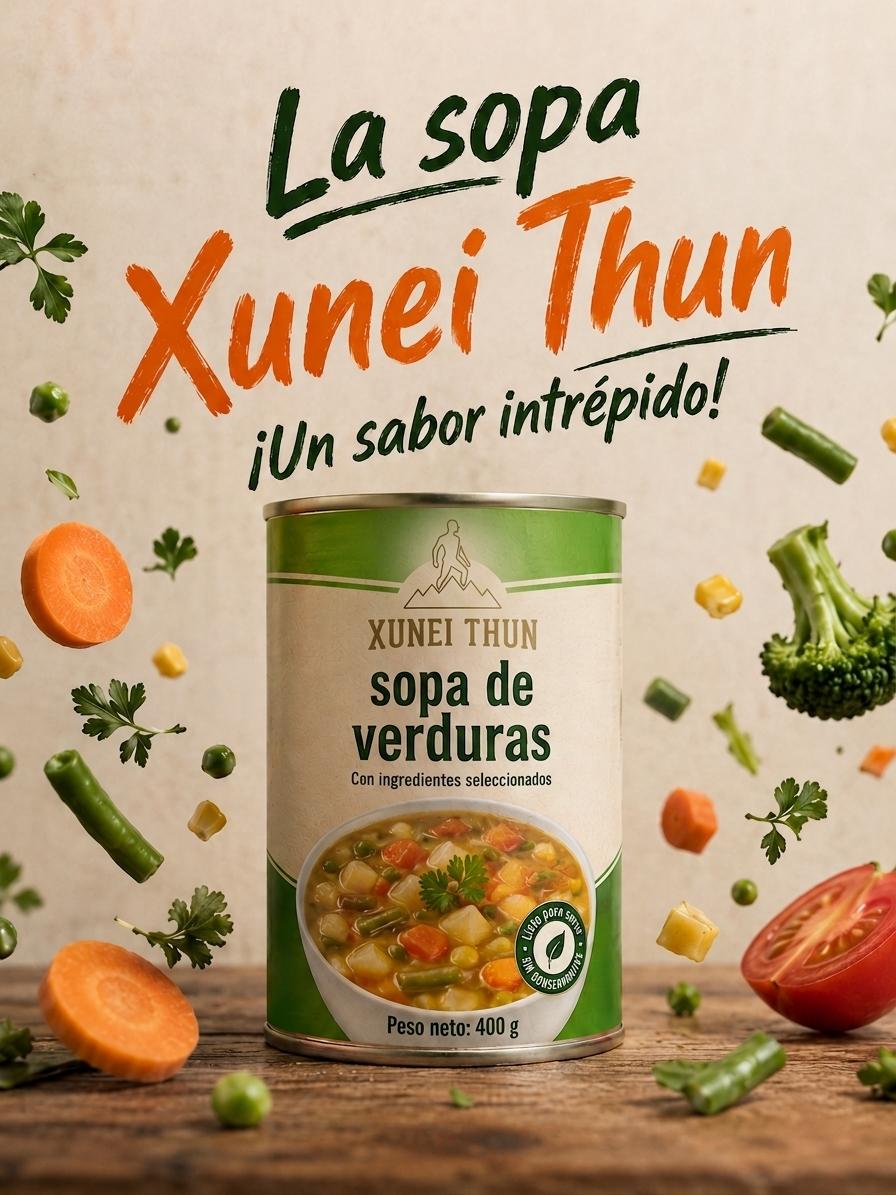 La sopa
Xunei Thun
¡Un sabor intrépido!
XUNEI THUN
sopa de
verduras
Con ingredientes seleccionados
Peso neto: 400 g